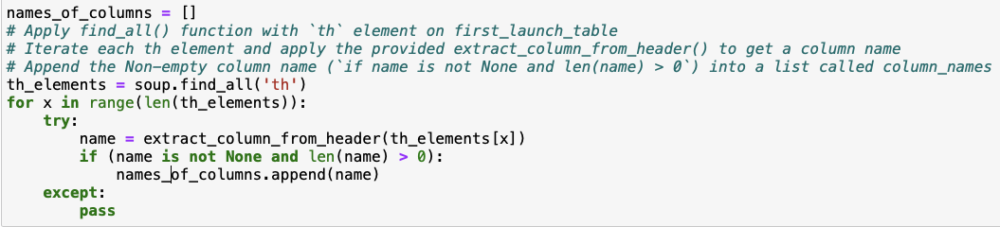 names_of_columns = []
# Apply find_all() function with `th` element on first_launch_table
# Iterate each th element and apply the provided extract_column_from_header() to get a column name
# Append the Non-empty column name (`if name is not None and len(name) > 0`) into a list called column_names
th_elements = soup.find_all('th')
for x in range(len(th_elements)):
    try:
        name = extract_column_from_header(th_elements[x])
        if (name is not None and len(name) > 0):
            names_of_columns.append(name)
    except:
        pass